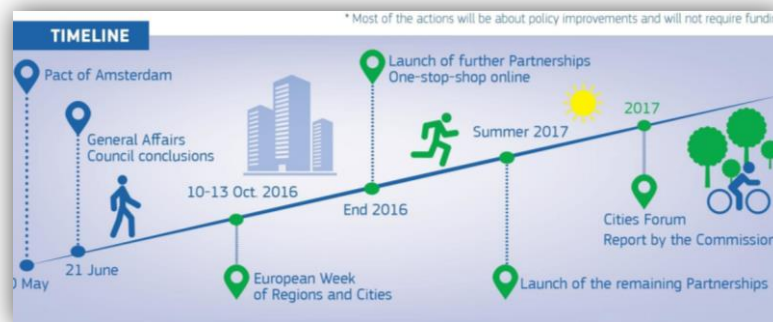 * Most of the actions will be about policy improvements and will not require
TIMELINE
Pact of Amsterdam
General Affairs
Council conclusions
Launch of further Partnerships
One-stop-shop online
Summer 2017
2017
10-13 Oct. 2016
End 2016
21 June
May
European Week
of Regions and Cities
Launch of the remaining Partnerships
Cities Forum
Report by the Commission